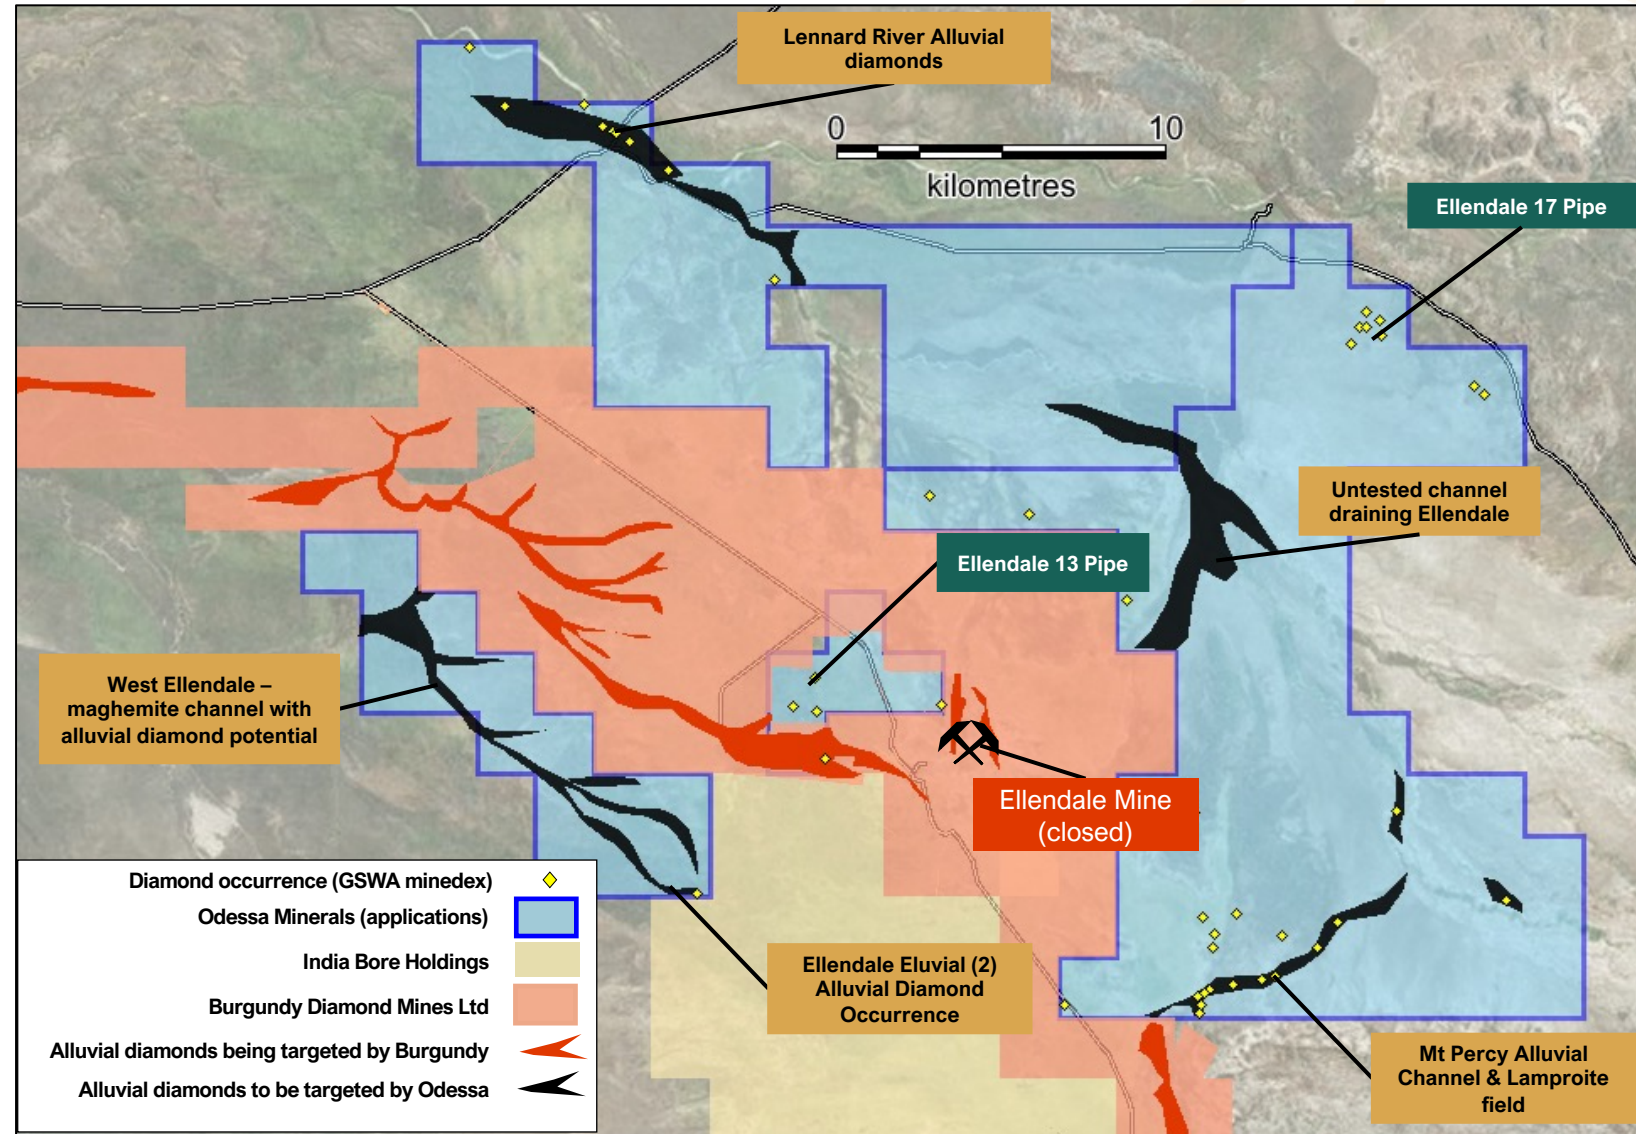 Lennard River Alluvial
diamonds
0 10
kilometres
Ellendale 17 Pipe
Untested channel
draining Ellendale
Ellendale 13 Pipe
West Ellendale –
maghemite channel with
alluvial diamond potential
Ellendale Mine
(closed)
Ellendale Eluvial (2)
Alluvial Diamond
Occurrence
Mt Percy Alluvial
Channel & Lamproite
field
Diamond occurrence (GSWA minedex)
Odessa Minerals (applications)
India Bore Holdings
Burgundy Diamond Mines Ltd
Alluvial diamonds being targeted by Burgundy
Alluvial diamonds to be targeted by Odessa